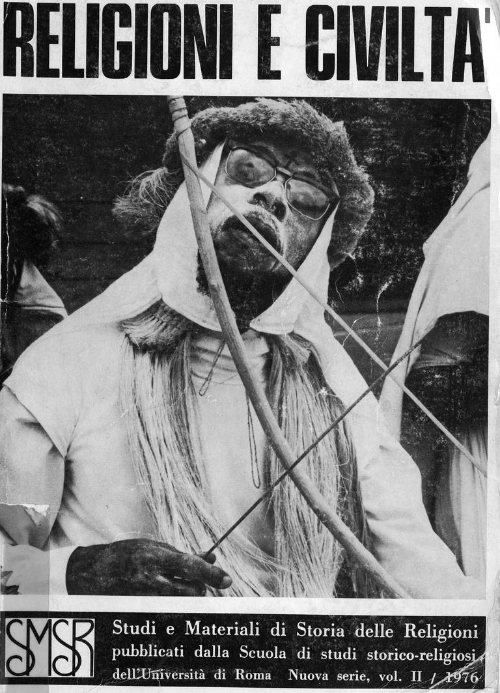 RELIGIONI E CIVILTA'
SMSR
Studi e Materiali di Storia delle Religioni
pubblicati dalla Scuola di studi storico-religiosi
dell'Università di Roma Nuova serie, vol. II / 1976